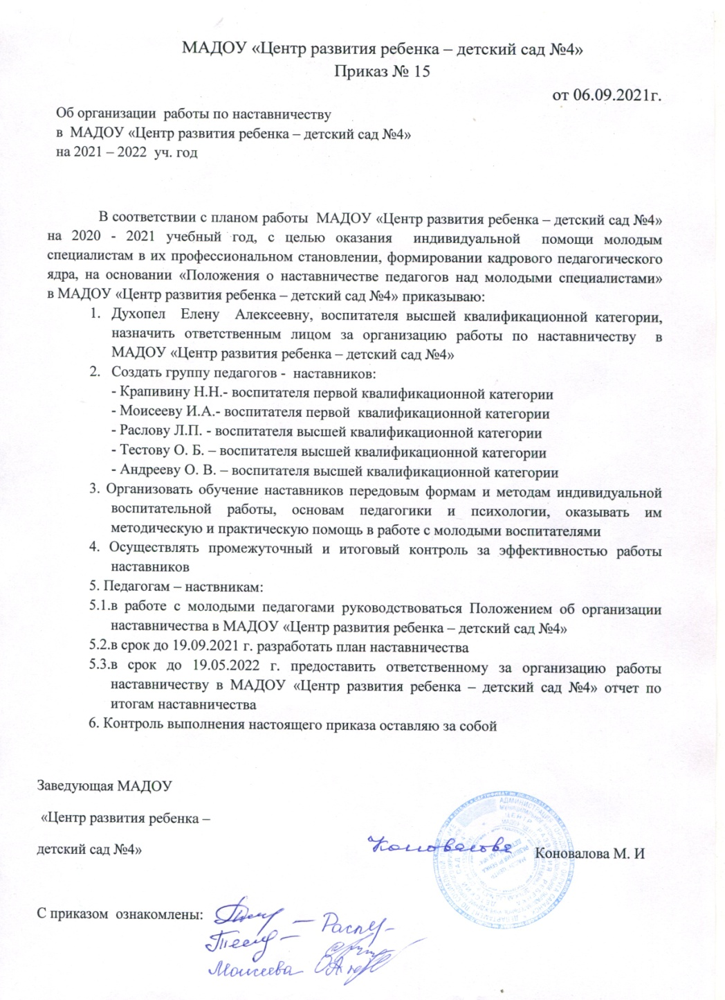 МАДОУ «Центр развития ребенка – детский сад №4»
Приказ № 15
от 06.09.2021г.
Об организации работы по наставничеству
в МАДОУ «Центр развития ребенка – детский сад №4»
на 2021 – 2022 уч. год
В соответствии с планом работы МАДОУ «Центр развития ребенка – детский сад №4»
на 2020 - 2021 учебный год, с целью оказания индивидуальной помощи молодым
специалистам в их профессиональном становлении, формировании кадрового педагогического
ядра, на основании «Положения о наставничестве педагогов над молодыми специалистами»
в МАДОУ «Центр развития ребенка – детский сад №4» приказываю:
1. Духопел Елену Алексеевну, воспитателя высшей квалификационной категории,
назначить ответственным лицом за организацию работы по наставничеству в
МАДОУ «Центр развития ребенка – детский сад №4»
2. Создать группу педагогов - наставников:
- Крапивину Н.Н.- воспитателя первой квалификационной категории
- Моисееву И.А.- воспитателя первой квалификационной категории
- Раслову Л.П. - воспитателя высшей квалификационной категории
- Тестову О. Б. – воспитателя высшей квалификационной категории
- Андрееву О. В. – воспитателя высшей квалификационной категории
3. Организовать обучение наставников передовым формам и методам индивидуальной
воспитательной работы, основам педагогики и психологии, оказывать им
методическую и практическую помощь в работе с молодыми воспитателями
4. Осуществлять промежуточный и итоговый контроль за эффективностью работы
наставников
5. Педагогам – наствникам:
5.1.в работе с молодыми педагогами руководствоваться Положением об организации
наставничества в МАДОУ «Центр развития ребенка – детский сад №4»
5.2.в срок до 19.09.2021 г. разработать план наставничества
5.3.в срок до 19.05.2022 г. предоставить ответственному за организацию работы
наставничеству в МАДОУ «Центр развития ребенка – детский сад №4» отчет по
итогам наставничества
6. Контроль выполнения настоящего приказа оставляю за собой
Заведующая МАДОУ
«Центр развития ребенка –
детский сад №4»
Коновалова Коновалова М. И
С приказом ознакомлены:
Моисеева